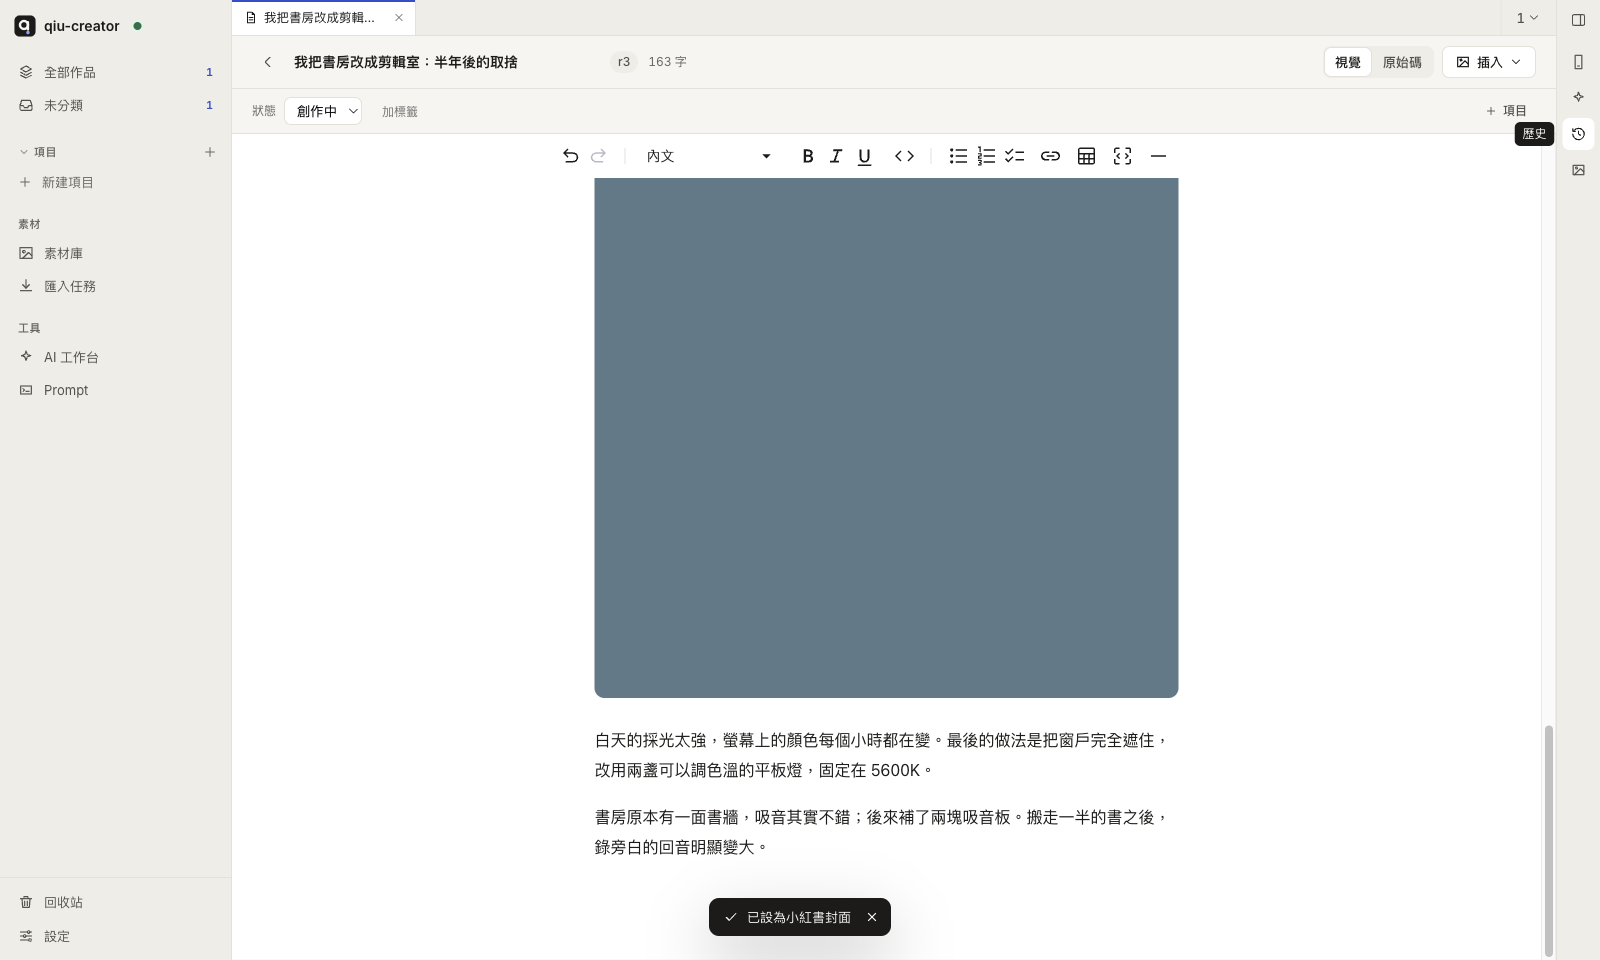 qiu-creator
全部作品 1
未分類 1
項目
新建項目
素材
素材庫
匯入任務
工具
AI 工作台
Prompt
回收站
設定
我把書房改成剪輯...
1
我把書房改成剪輯室：半年後的取捨
r3
163 字
視覺
原始碼
插入
狀態
創作中
加標籤
項目
歷史
內文
白天的採光太強，螢幕上的顏色每個小時都在變。最後的做法是把窗戶完全遮住，
改用兩盞可以調色溫的平板燈，固定在 5600K。
書房原本有一面書牆，吸音其實不錯；後來補了兩塊吸音板。搬走一半的書之後，
錄旁白的回音明顯變大。
已設為小紅書封面